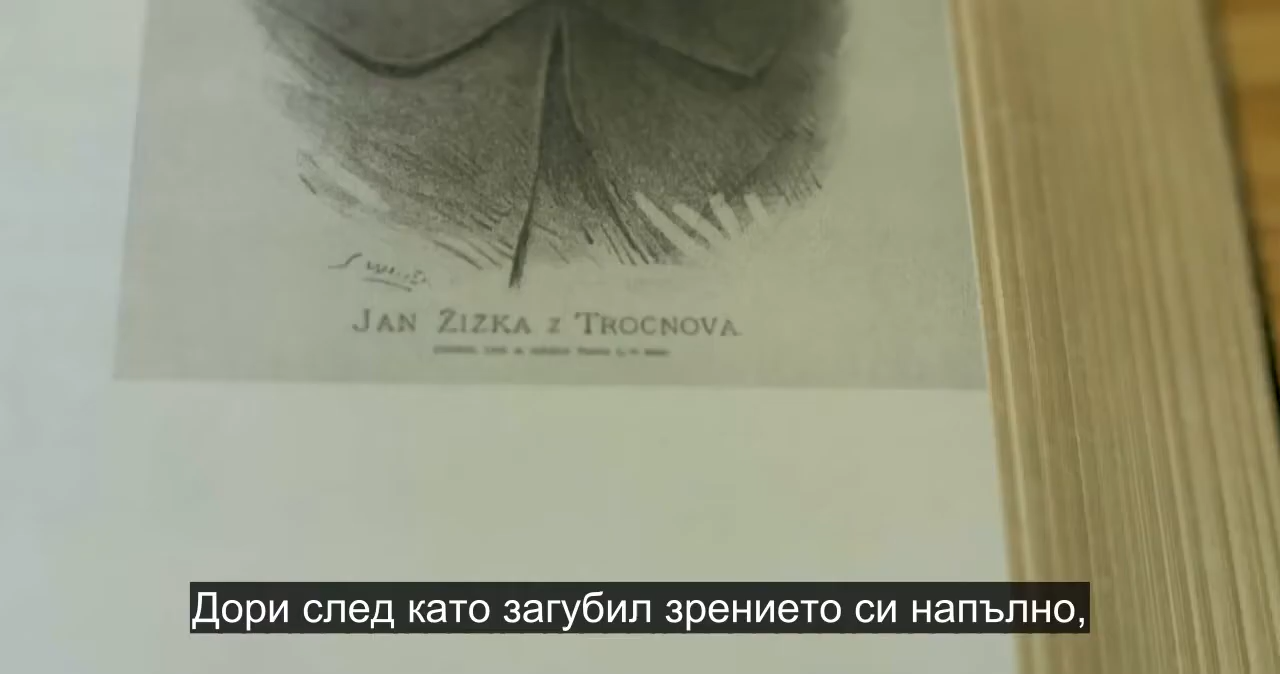 JAN ŽIZKA Z TROCNOVA.
Дори след като загубил зрението си напълно,